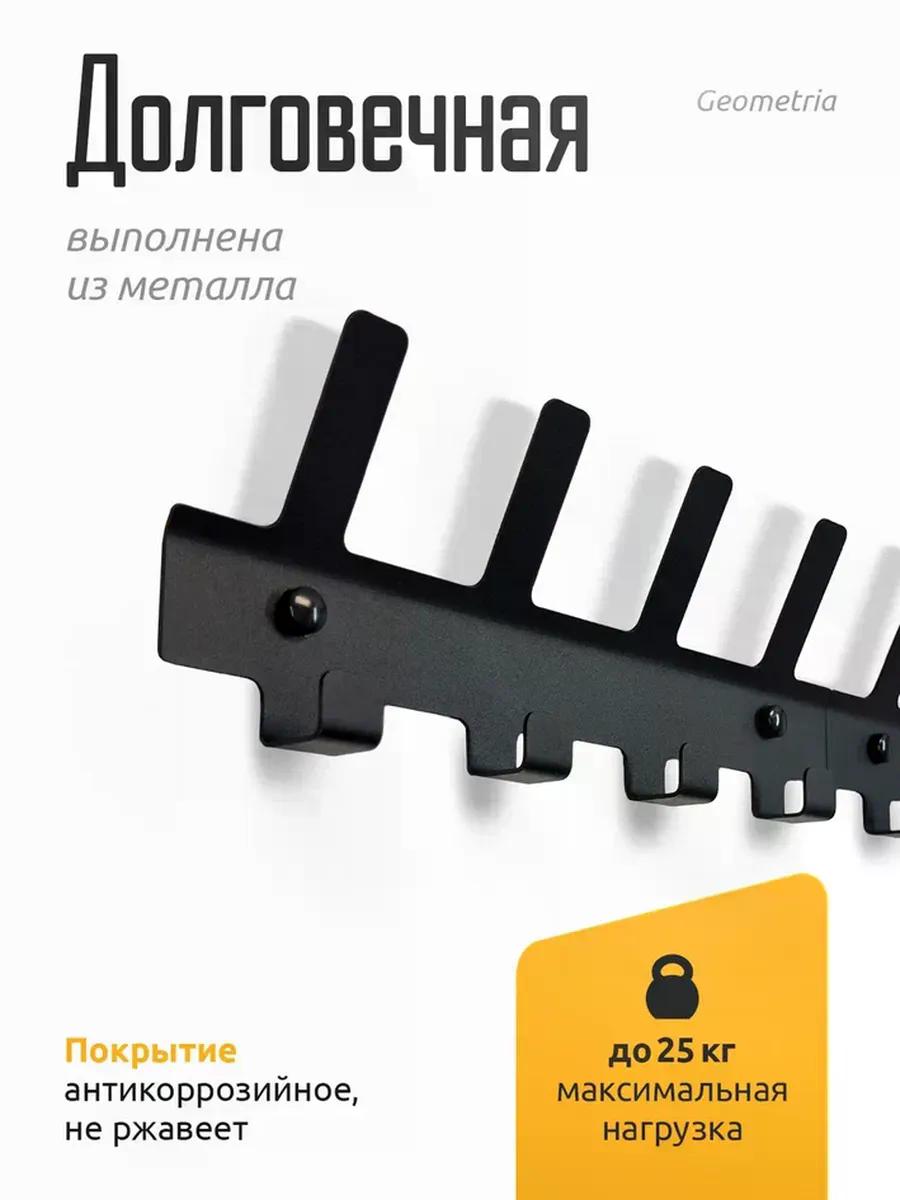 Долговечная
Geometria
выполнена
из металла
Покрытие
антикоррозийное,
не ржавеет
до 25 кг
максимальная
нагрузка